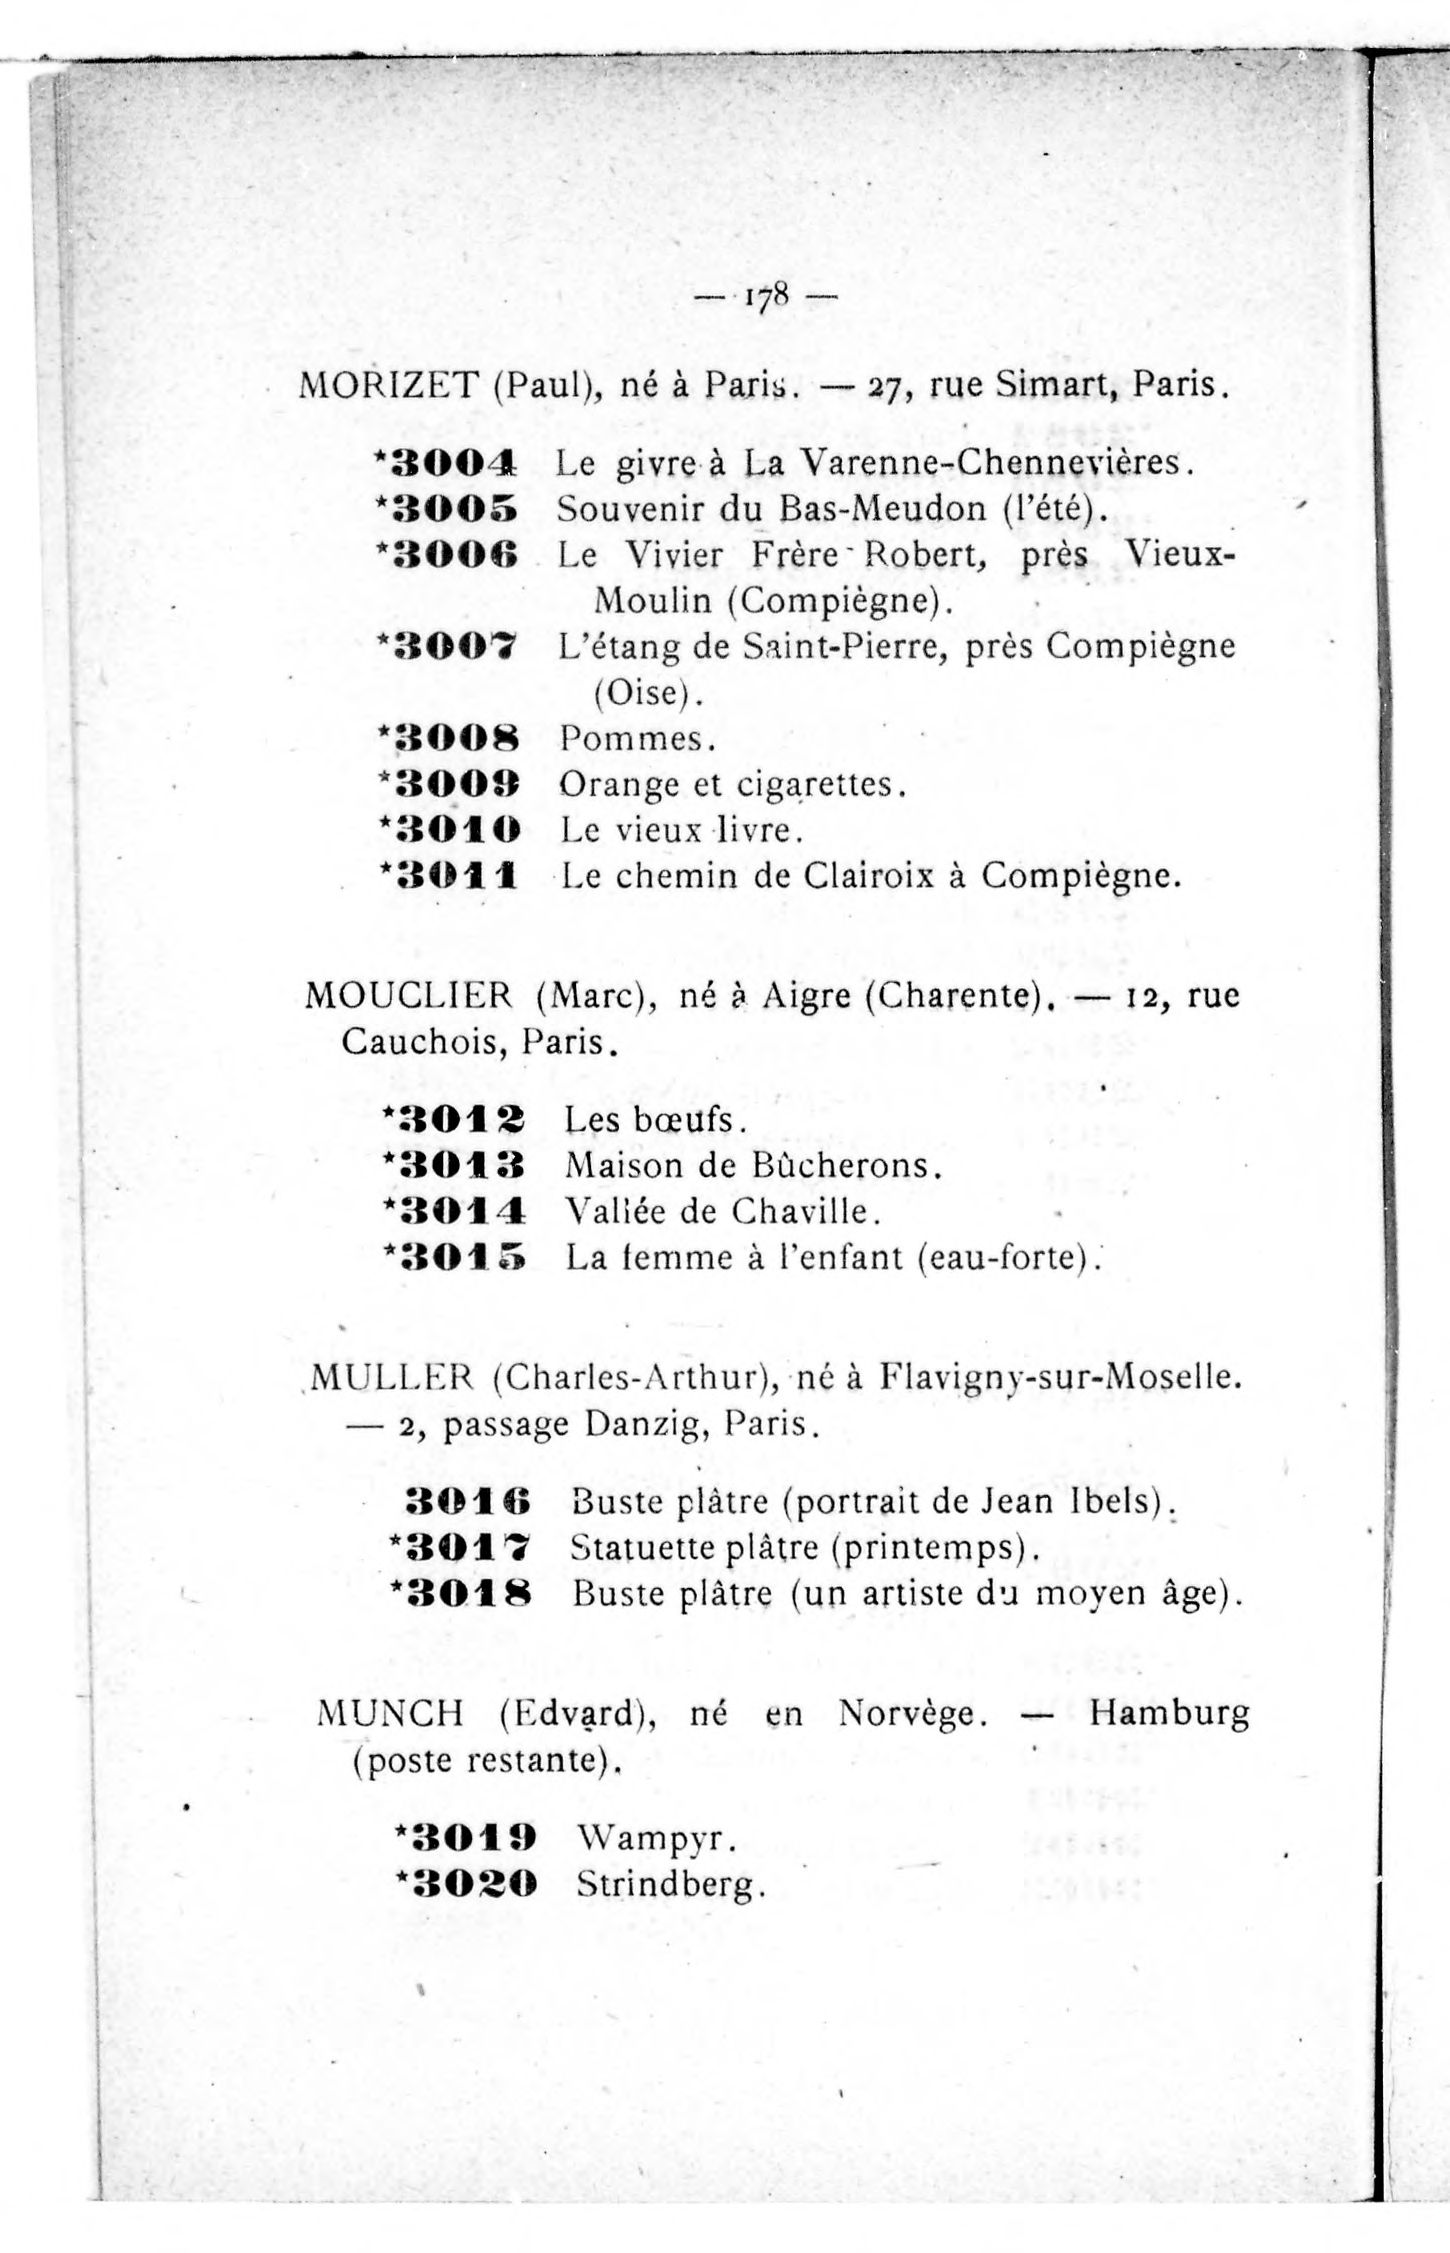 — 178 —
MORIZET (Paul), né à Paris. — 27, rue Simart, Paris.
*3004 Le givre à La Varenne-Chennevières.
*3005 Souvenir du Bas-Meudon (l'été).
*3006 Le Vivier Frère-Robert, près Vieux-
Moulin (Compiègne).
*3007 L'étang de Saint-Pierre, près Compiègne
(Oise).
*3008 Pommes.
*3009 Orange et cigarettes.
*3010 Le vieux livre.
*3011 Le chemin de Clairoix à Compiègne.
MOUCLIER (Marc), né à Aigre (Charente). — 12, rue
Cauchois, Paris.
*3012 Les bœufs.
*3013 Maison de Bûcherons.
*3014 Vallée de Chaville.
*3015 La femme à l'enfant (eau-forte).
MULLER (Charles-Arthur), né à Flavigny-sur-Moselle.
— 2, passage Danzig, Paris.
3016 Buste plâtre (portrait de Jean Ibels).
*3017 Statuette plâtre (printemps).
*3018 Buste plâtre (un artiste du moyen âge).
MUNCH (Edvard), né en Norvège. — Hamburg
(poste restante).
*3019 Wampyr.
*3020 Strindberg.